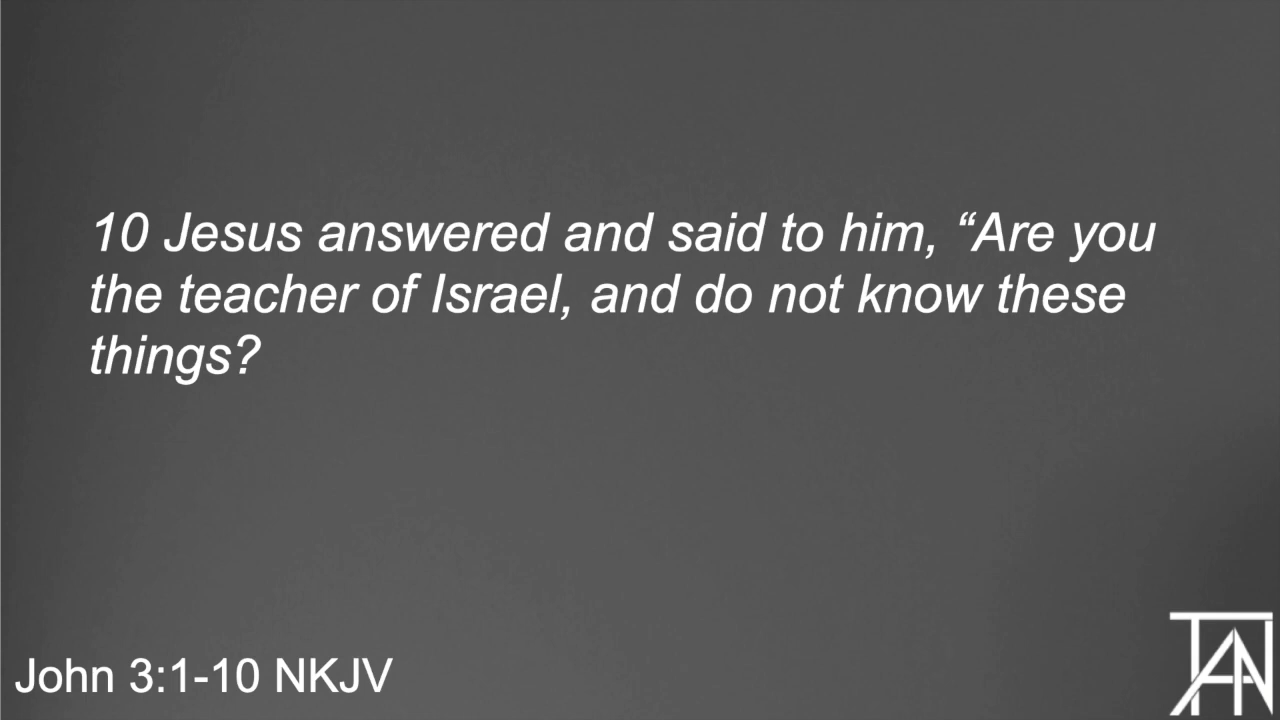 10 Jesus answered and said to him, “Are you
the teacher of Israel, and do not know these
things?
John 3:1-10 NKJV